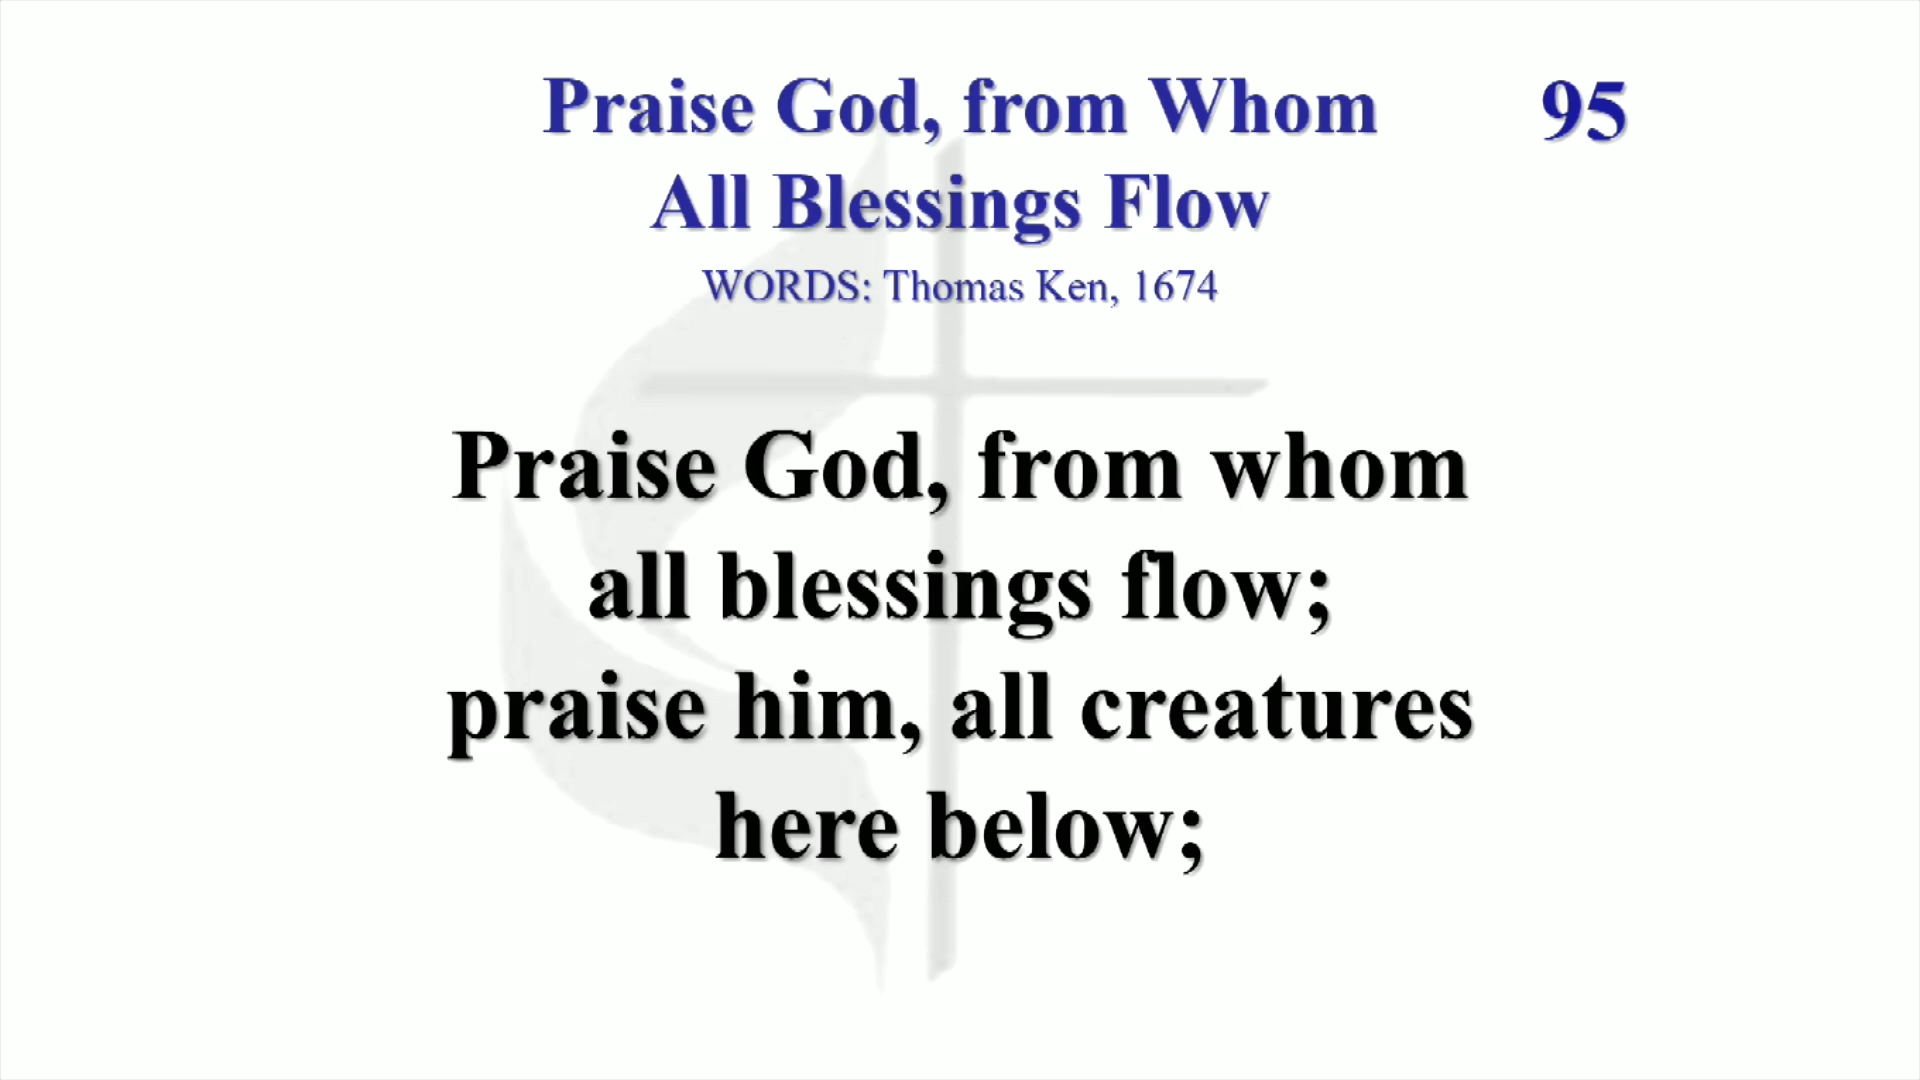 Praise God, from Whom
95
All Blessings Flow
WORDS: Thomas Ken, 1674
Praise God, from whom
all blessings flow;
praise him, all creatures
here below;